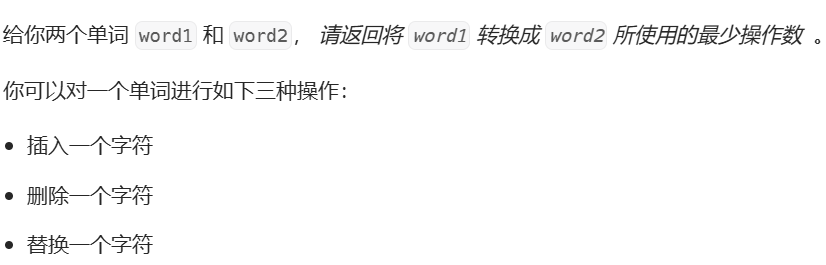 给你两个单词 word1 和 word2， 请返回将 word1 转换成 word2 所使用的最少操作数 。
你可以对一个单词进行如下三种操作：
• 插入一个字符
• 删除一个字符
• 替换一个字符